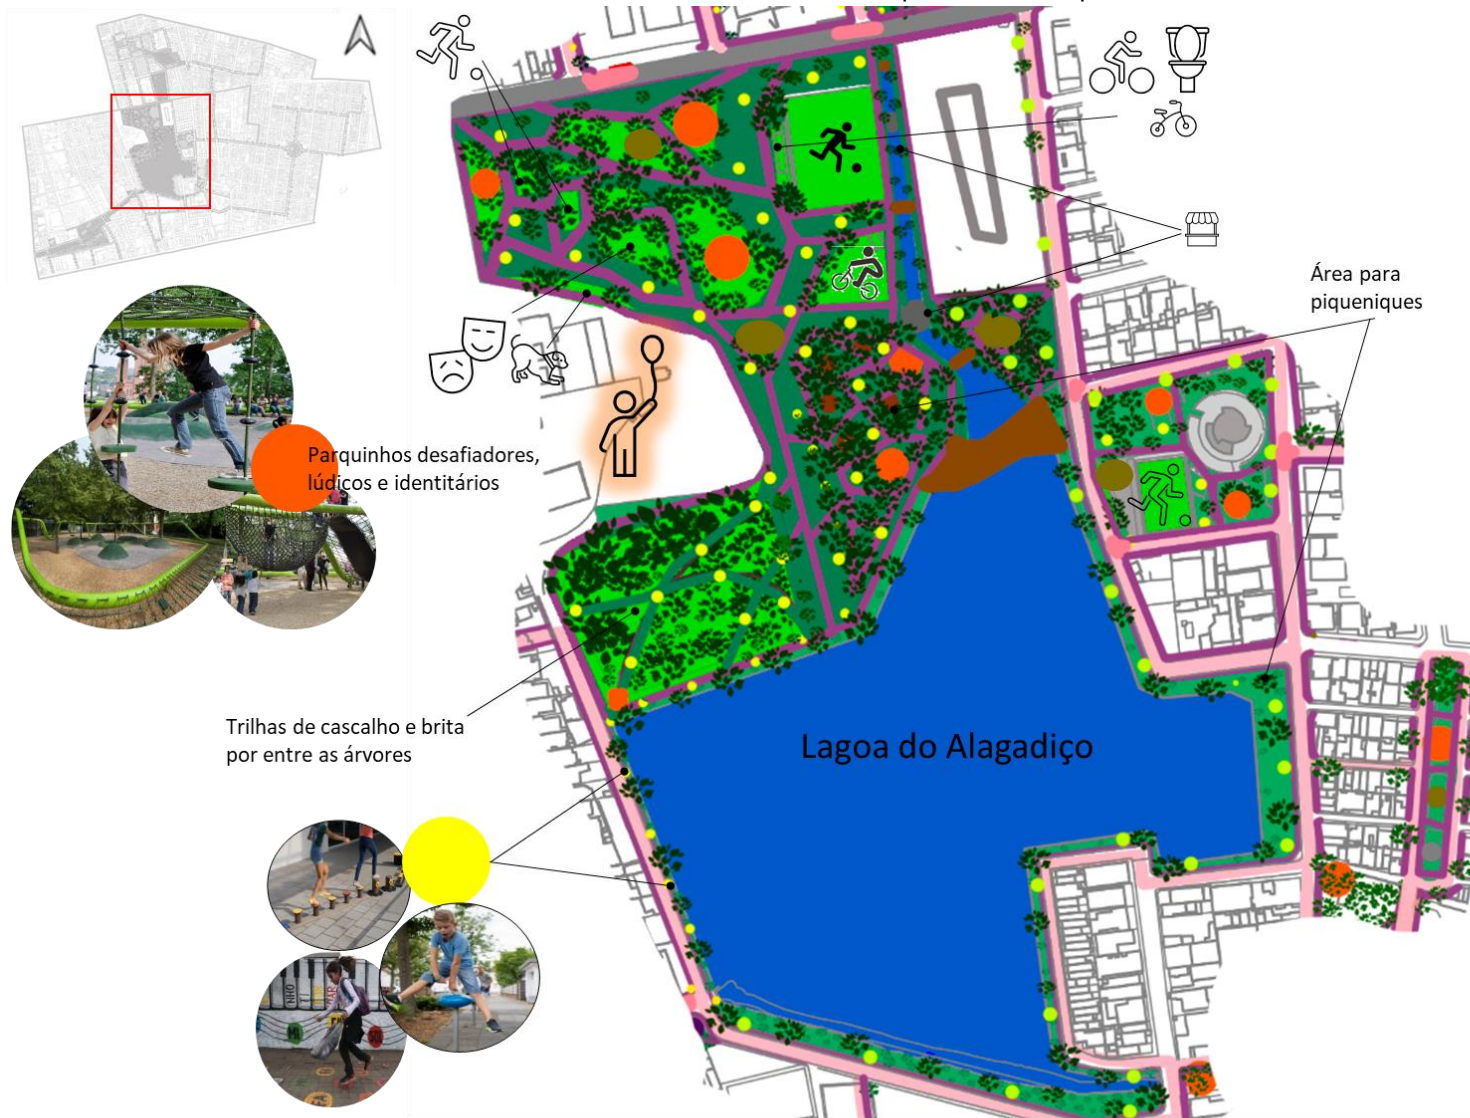 Área para
piqueniques
Parquinhos desafiadores,
lúdicos e identitários
Trilhas de cascalho e brita
por entre as árvores
Lagoa do Alagadiço